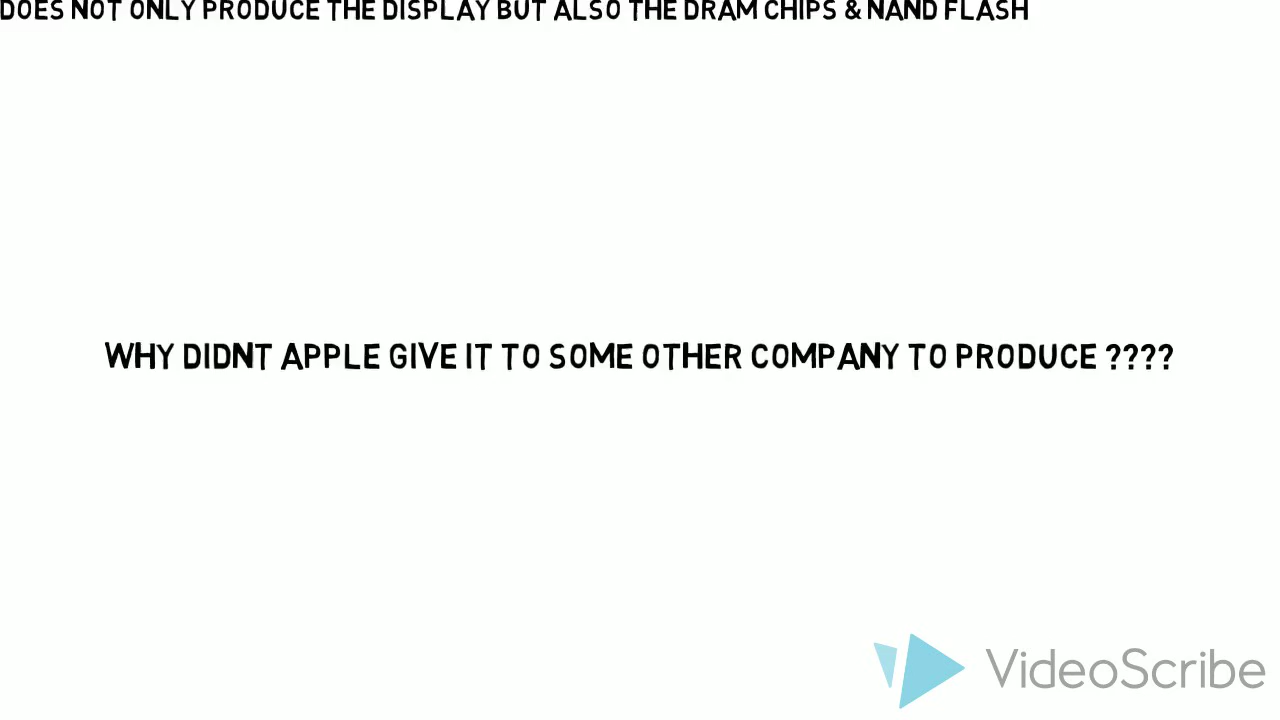 DOES NOT ONLY PRODUCE THE DISPLAY BUT ALSO THE DRAM CHIPS & NAND FLASH
WHY DIDNT APPLE GIVE IT TO SOME OTHER COMPANY TO PRODUCE ????
VideoScribe